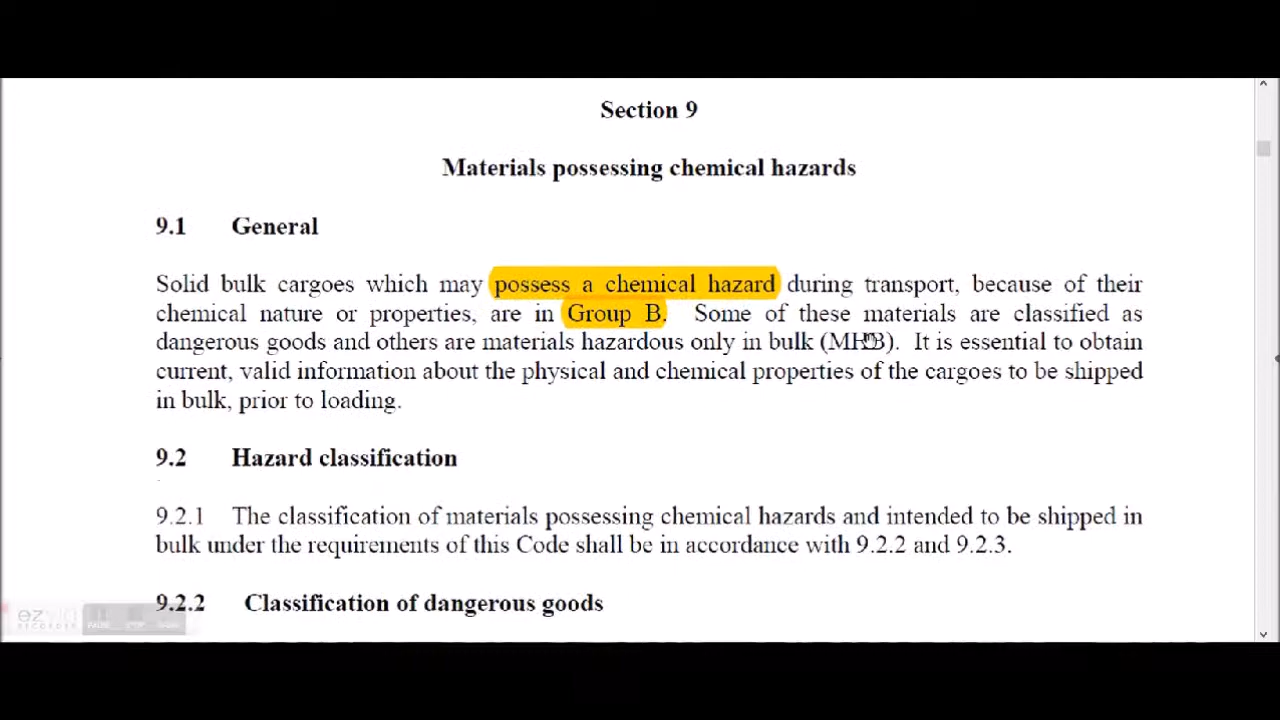 Section 9
Materials possessing chemical hazards
9.1 General
Solid bulk cargoes which may possess a chemical hazard during transport, because of their
chemical nature or properties, are in Group B. Some of these materials are classified as
dangerous goods and others are materials hazardous only in bulk (MHB). It is essential to obtain
current, valid information about the physical and chemical properties of the cargoes to be shipped
in bulk, prior to loading.
9.2 Hazard classification
9.2.1 The classification of materials possessing chemical hazards and intended to be shipped in
bulk under the requirements of this Code shall be in accordance with 9.2.2 and 9.2.3.
9.2.2 Classification of dangerous goods
RECORDER
PAUSE STOP